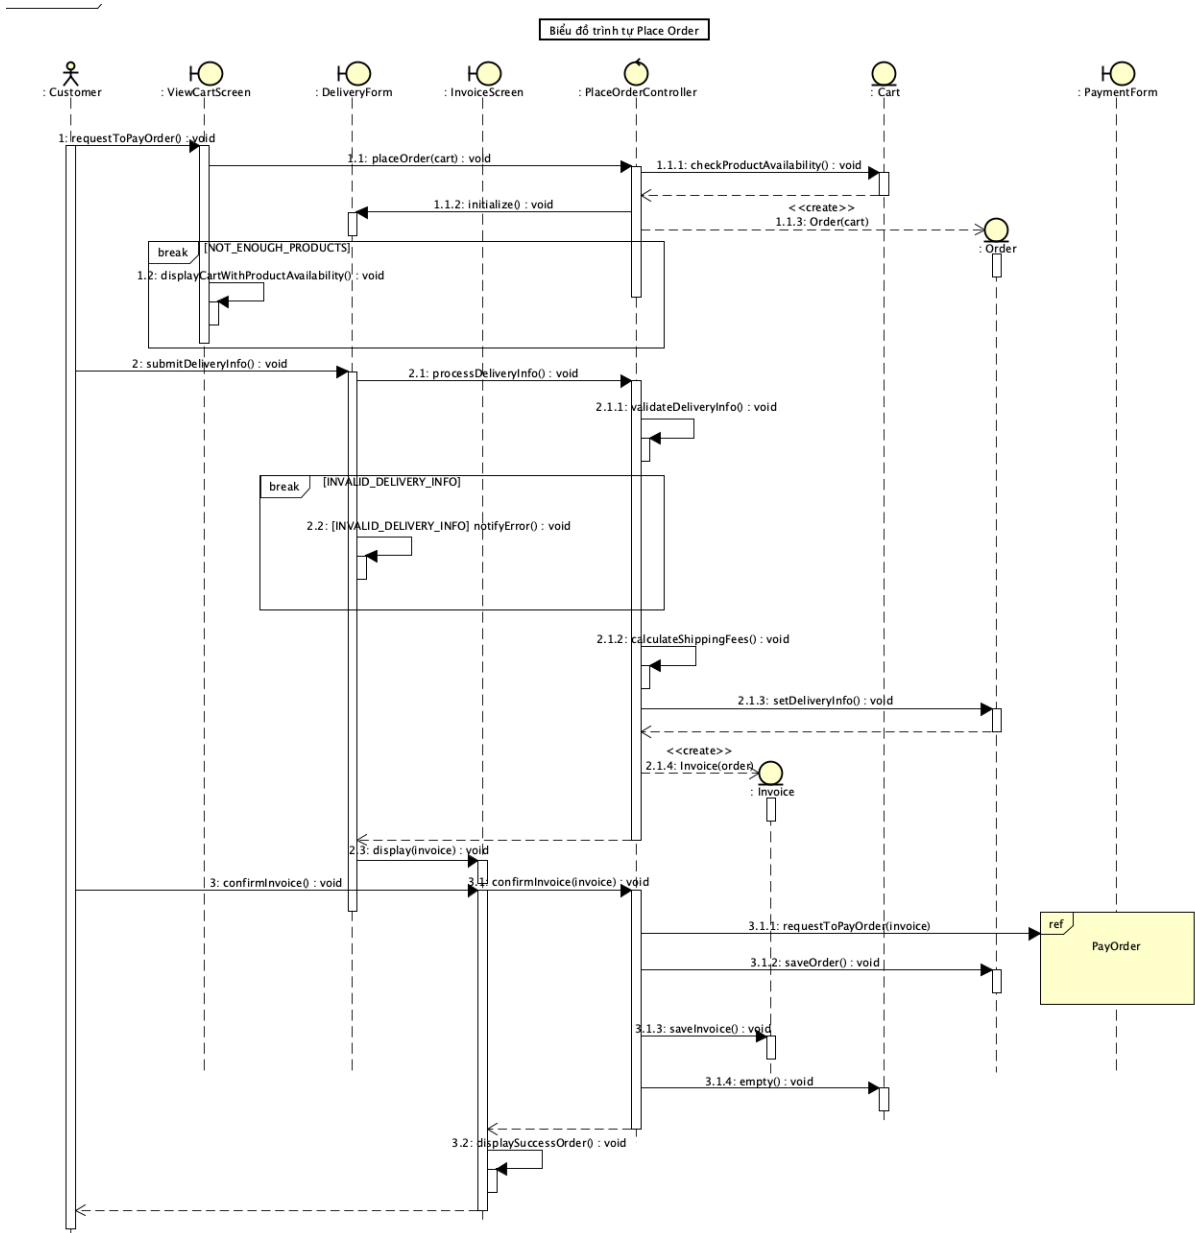 Biểu đồ trình tự Place Order
: Customer
: ViewCartScreen
: DeliveryForm
: InvoiceScreen
: PlaceOrderController
: Cart
: PaymentForm
1: requestToPayOrder() : void
1.1: placeOrder(cart) : void
1.1.1: checkProductAvailability() : void
1.1.2: initialize() : void
<<create>>
1.1.3: Order(cart)
: Order
break
[NOT_ENOUGH_PRODUCTS]
1.2: displayCartWithProductAvailability() : void
2: submitDeliveryInfo() : void
2.1: processDeliveryInfo() : void
2.1.1: validateDeliveryInfo() : void
break
[INVALID_DELIVERY_INFO]
2.2: [INVALID_DELIVERY_INFO] notifyError() : void
2.1.2: calculateShippingFees() : void
2.1.3: setDeliveryInfo() : void
<<create>>
2.1.4: Invoice(order)
: Invoice
2.3: display(invoice) : void
3: confirmInvoice() : void
3.1: confirmInvoice(invoice) : void
3.1.1: requestToPayOrder(invoice)
ref
PayOrder
3.1.2: saveOrder() : void
3.1.3: saveInvoice() : void
3.1.4: empty() : void
3.2: displaySuccessOrder() : void